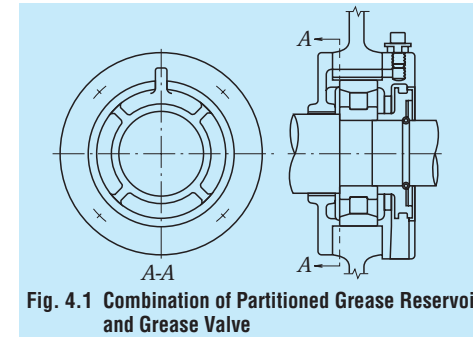 A
A
A-A
Fig. 4.1 Combination of Partitioned Grease Reservoi
and Grease Valve